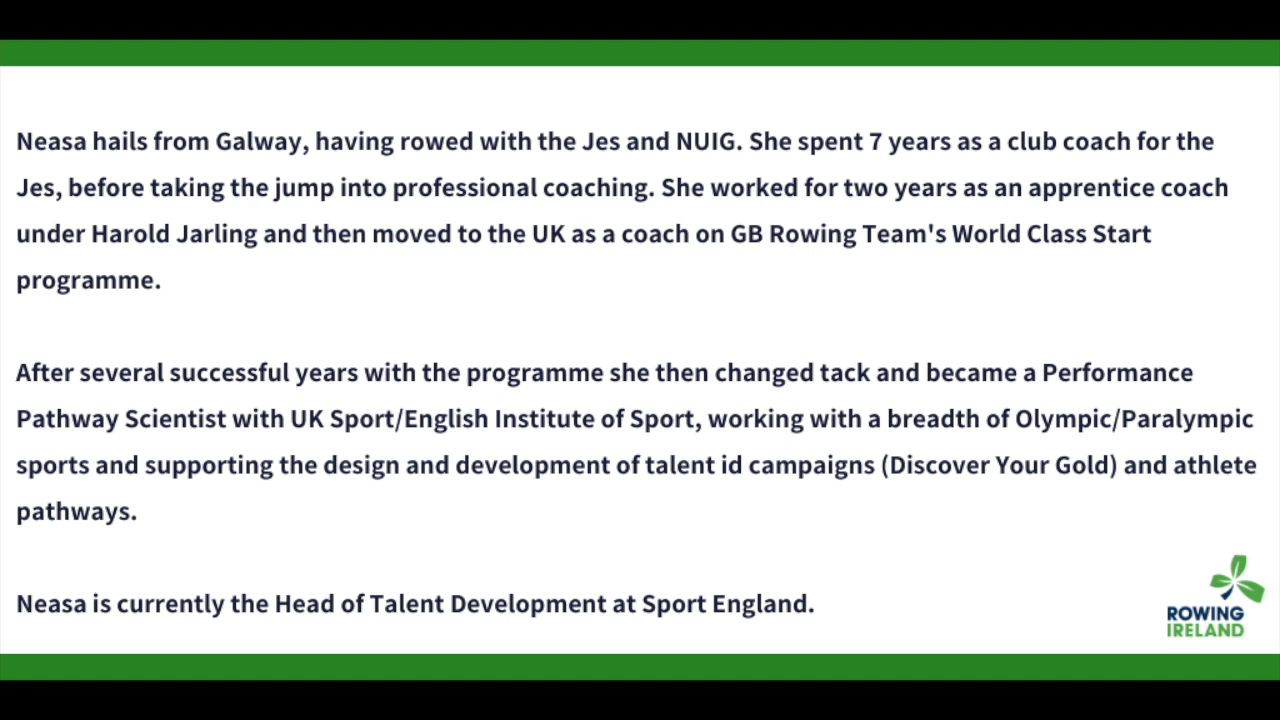 Neasa hails from Galway, having rowed with the Jes and NUIG. She spent 7 years as a club coach for the
Jes, before taking the jump into professional coaching. She worked for two years as an apprentice coach
under Harold Jarling and then moved to the UK as a coach on GB Rowing Team's World Class Start
programme.
After several successful years with the programme she then changed tack and became a Performance
Pathway Scientist with UK Sport/English Institute of Sport, working with a breadth of Olympic/Paralympic
sports and supporting the design and development of talent id campaigns (Discover Your Gold) and athlete
pathways.
Neasa is currently the Head of Talent Development at Sport England.
ROWING
IRELAND